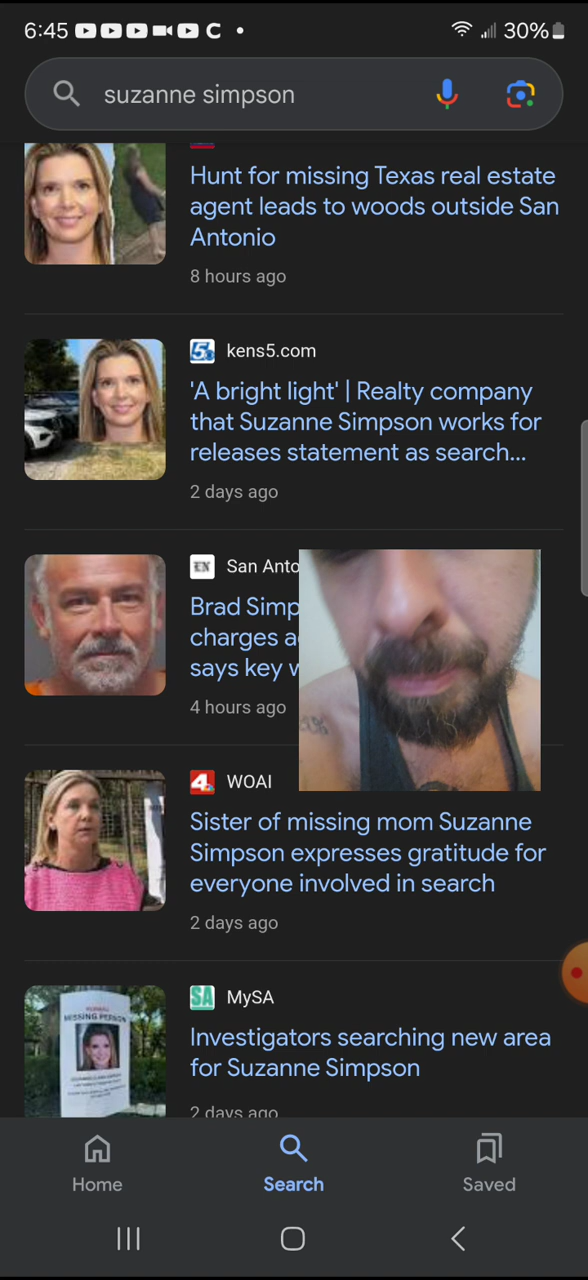 6:45
30%
suzanne simpson
Hunt for missing Texas real estate
agent leads to woods outside San
Antonio
8 hours ago
kens5.com
'A bright light' | Realty company
that Suzanne Simpson works for
releases statement as search...
2 days ago
San Anto
Brad Simp
charges a
says key w
4 hours ago
WOAI
Sister of missing mom Suzanne
Simpson expresses gratitude for
everyone involved in search
2 days ago
MISSING PERSON
SA MySA
Investigators searching new area
for Suzanne Simpson
2 days ago
Home
Search
Saved